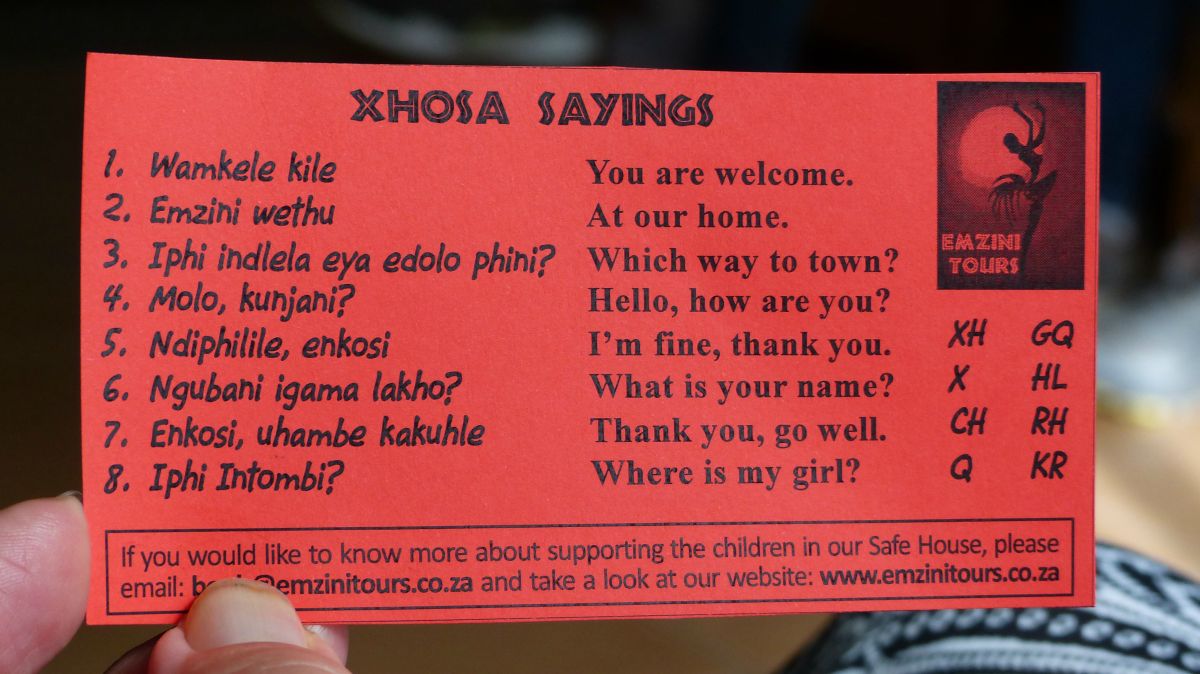 XHOSA SAYINGS
1. Wamkele kile You are welcome.
2. Emzini wethu At our home.
3. Iphi indlela eya edolo phini? Which way to town?
4. Molo, kunjani? Hello, how are you?
5. Ndiphilile, enkosi I'm fine, thank you.
6. Ngubani igama lakho? What is your name?
7. Enkosi, uhambe kakuhle Thank you, go well.
8. Iphi Intombi? Where is my girl?
EMZINI
TOURS
XH GQ
X HL
CH RH
Q KR
If you would like to know more about supporting the children in our Safe House, please
email: @emzinitours.co.za and take a look at our website: www.emzinitours.co.za